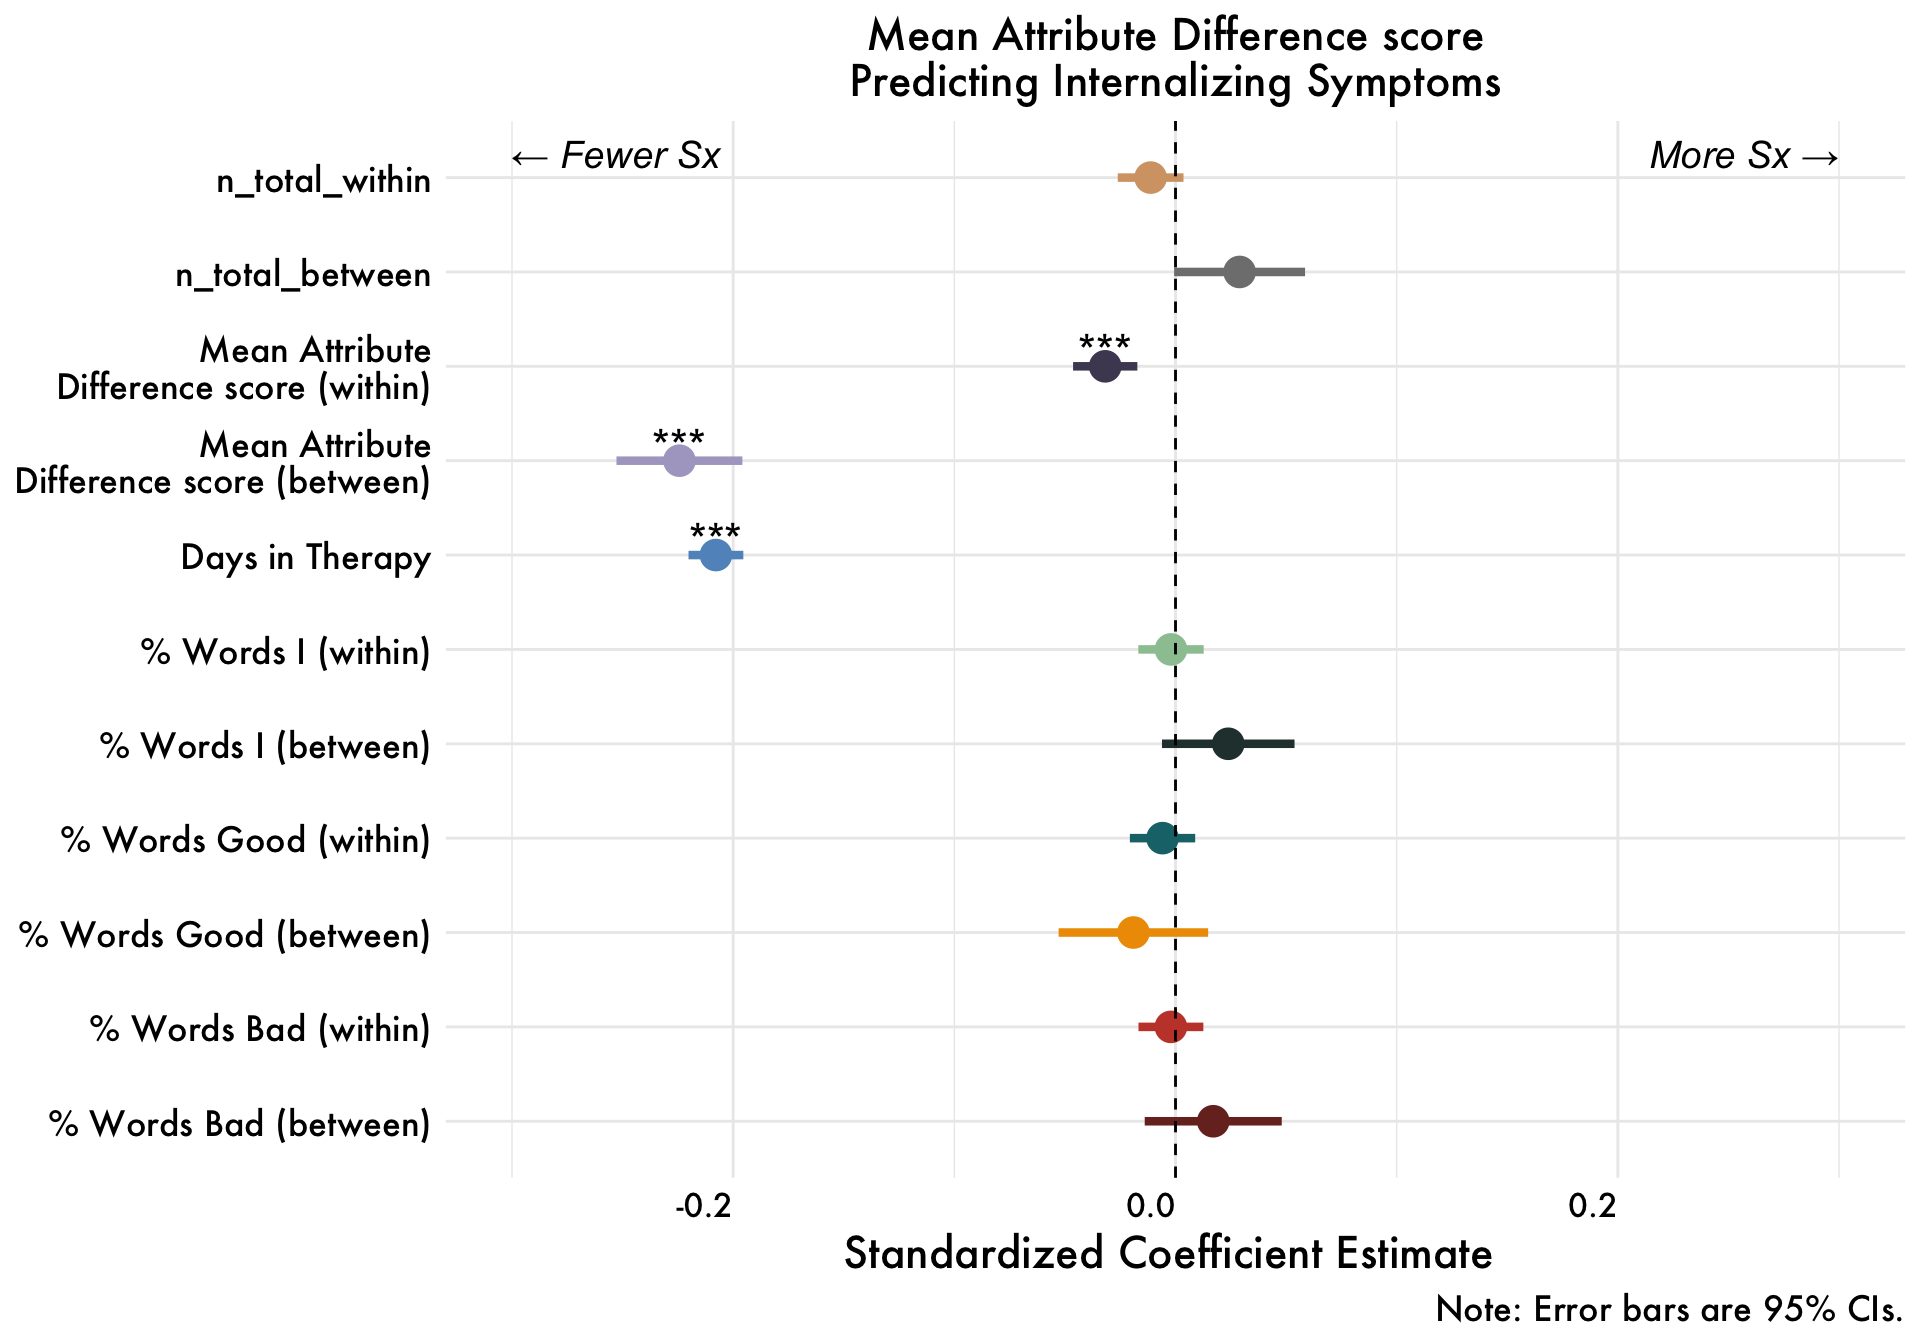 Mean Attribute Difference score
Predicting Internalizing Symptoms
← Fewer Sx
More Sx →
n_total_within
n_total_between
Mean Attribute
Difference score (within)
***
Mean Attribute
Difference score (between)
***
Days in Therapy
***
% Words I (within)
% Words I (between)
% Words Good (within)
% Words Good (between)
% Words Bad (within)
% Words Bad (between)
-0.2
0.0
0.2
Standardized Coefficient Estimate
Note: Error bars are 95% CIs.